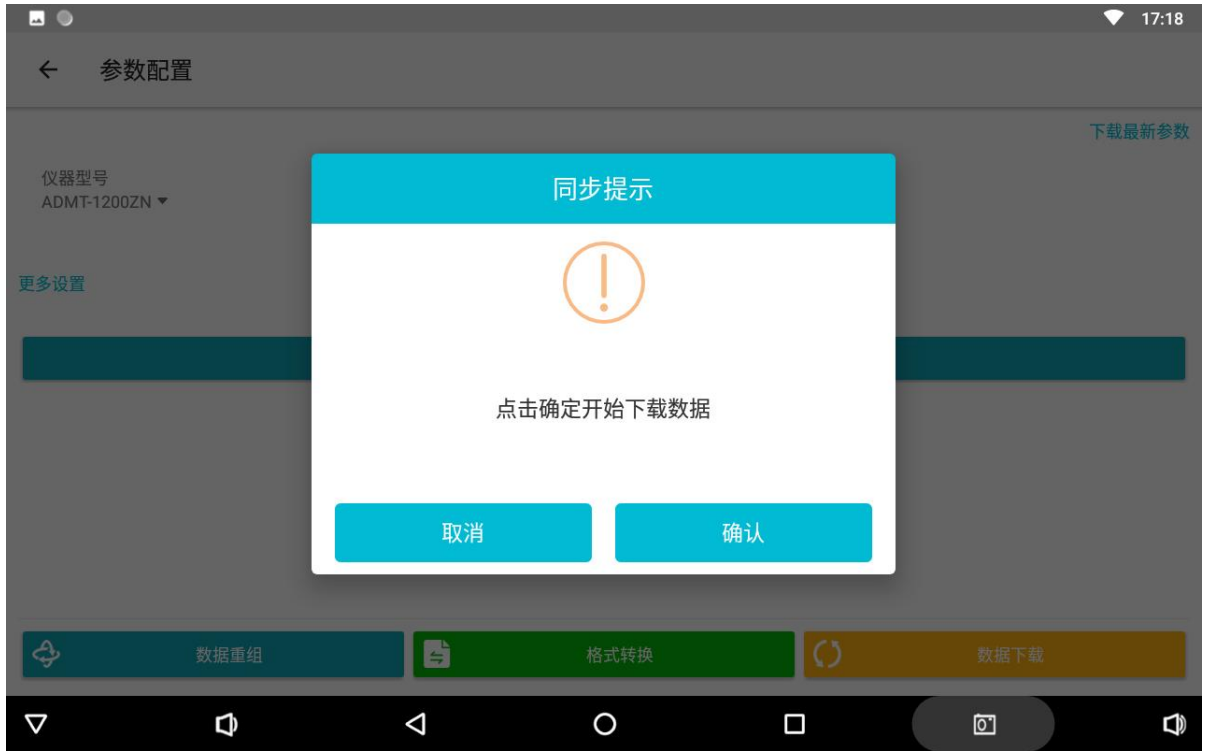 17:18
参数配置
下载最新参数
仪器型号
ADMT-1200ZN
更多设置
同步提示
点击确定开始下载数据
取消
确认
数据重组
格式转换
数据下载